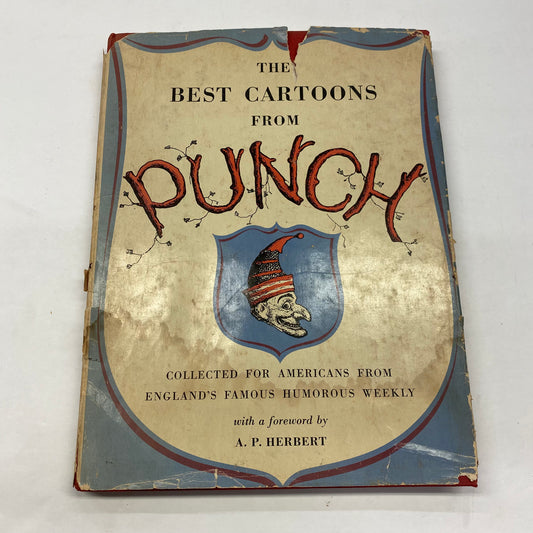 THE
BEST CARTOONS
FROM
PUNCH
COLLECTED FOR AMERICANS FROM
ENGLAND'S FAMOUS HUMOROUS WEEKLY
with a foreword by
A. P. HERBERT